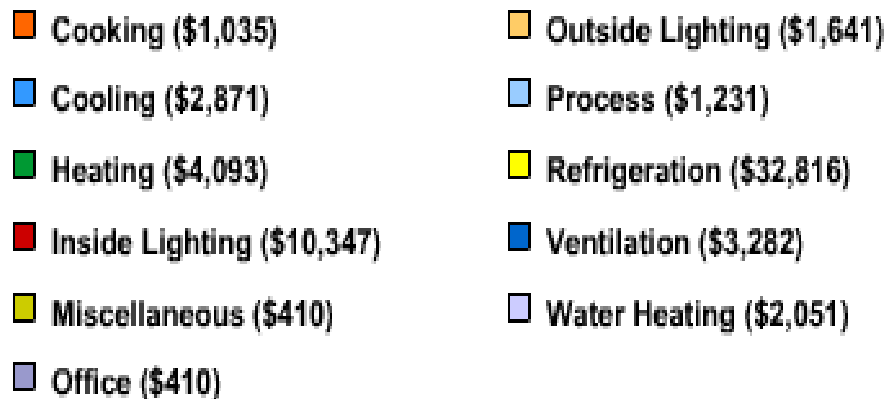 Cooking ($1,035)
Cooling ($2,871)
Heating ($4,093)
Inside Lighting ($10,347)
Miscellaneous ($410)
Office ($410)
Outside Lighting ($1,641)
Process ($1,231)
Refrigeration ($32,816)
Ventilation ($3,282)
Water Heating ($2,051)